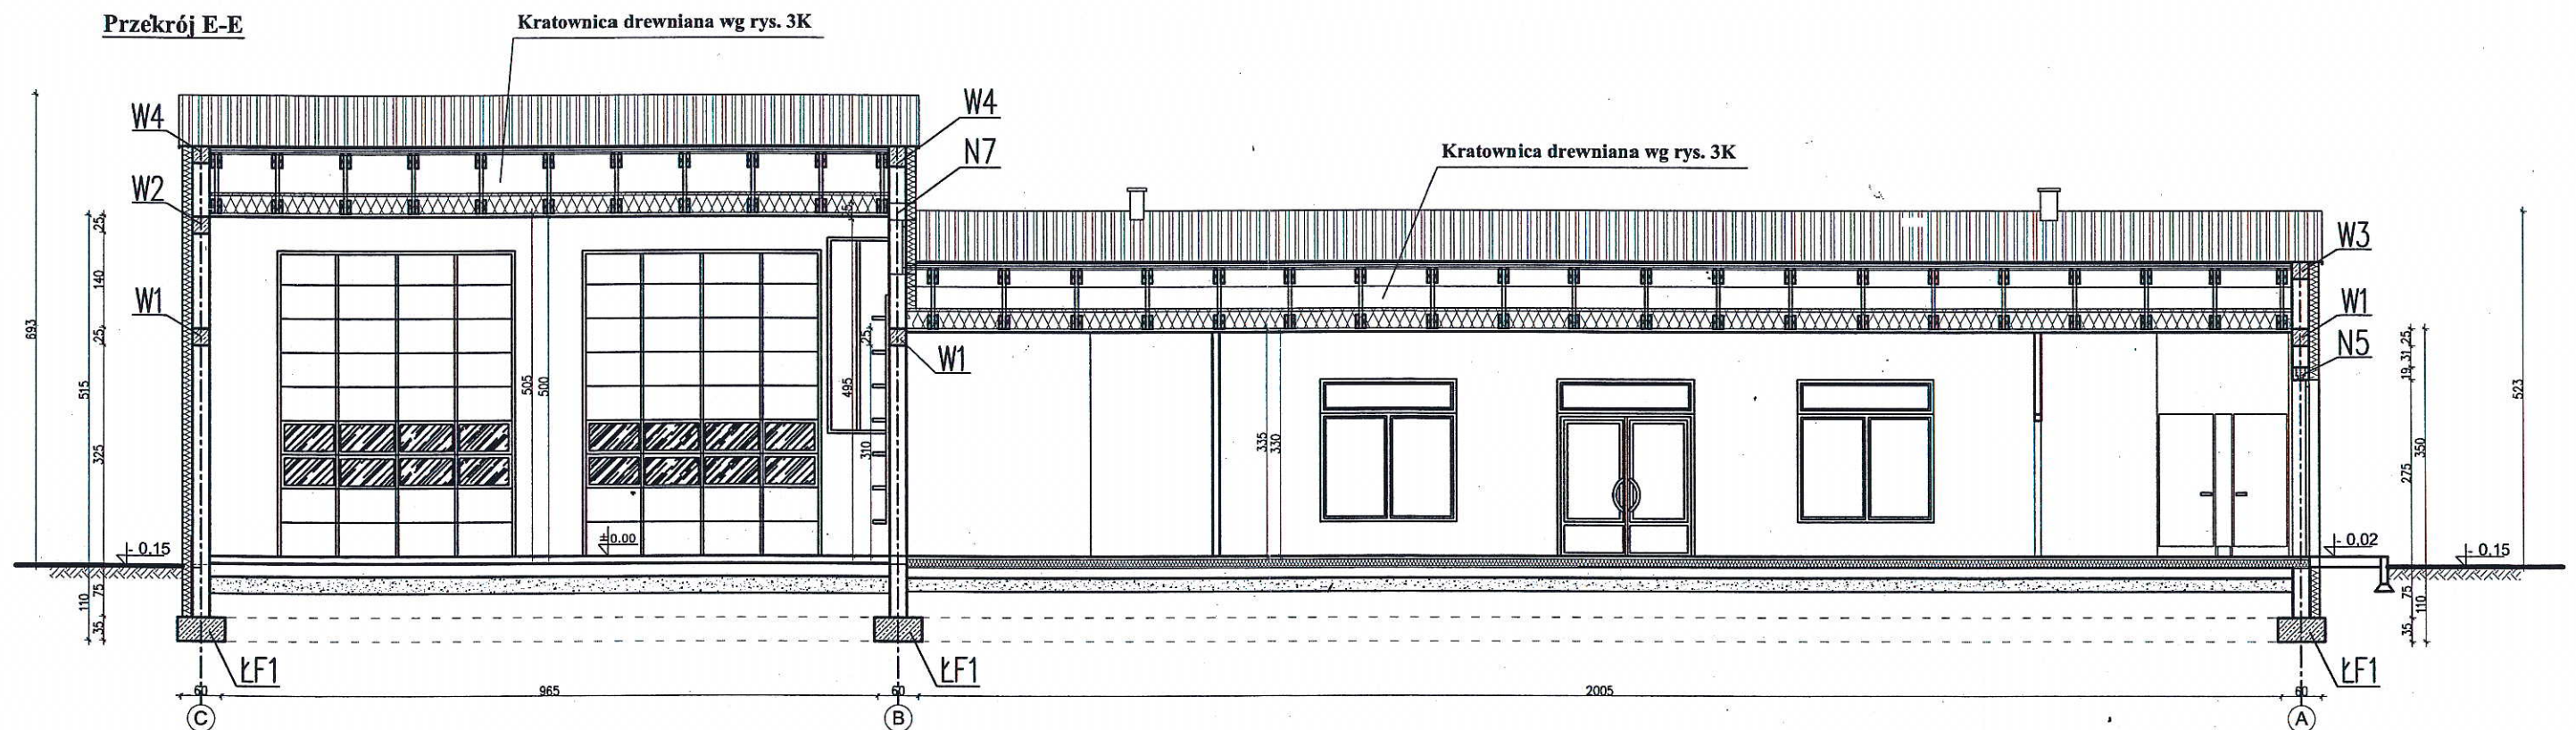 Przekrój E-E
Kratownica drewniana wg rys. 3K
W4
W4
N7
Kratownica drewniana wg rys. 3K
W2
W3
W1
W1
N5
W1
693
515
25
140
25
325
505
500
495
25
310
335
330
25
31
19
275
350
523
±0.00
- 0.15
- 0.02
- 0.15
110
75
35
75
110
35
ŁF1
ŁF1
ŁF1
60
965
60
2005
60
C
B
A